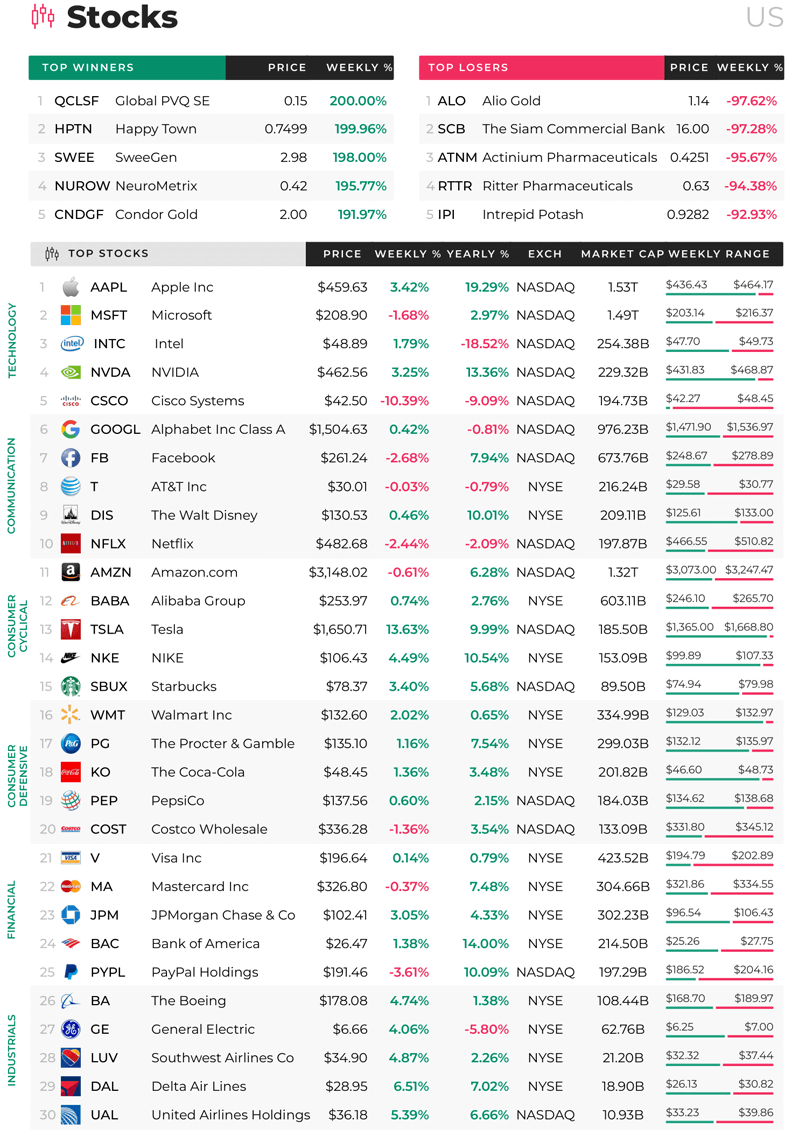 Stocks
US
TOP WINNERS PRICE WEEKLY %
1 QCLSF Global PVQ SE 0.15 200.00%
2 HPTN Happy Town 0.7499 199.96%
3 SWEE SweeGen 2.98 198.00%
4 NUROW NeuroMetrix 0.42 195.77%
5 CNDGF Condor Gold 2.00 191.97%
TOP LOSERS PRICE WEEKLY %
1 ALO Alio Gold 1.14 -97.62%
2 SCB The Siam Commercial Bank 16.00 -97.28%
3 ATNM Actinium Pharmaceuticals 0.4251 -95.67%
4 RTTR Ritter Pharmaceuticals 0.63 -94.38%
5 IPI Intrepid Potash 0.9282 -92.93%
TOP STOCKS PRICE WEEKLY % YEARLY % EXCH MARKET CAP WEEKLY RANGE
TECHNOLOGY
1 AAPL Apple Inc $459.63 3.42% 19.29% NASDAQ 1.53T $436.43 $464.17
2 MSFT Microsoft $208.90 -1.68% 2.97% NASDAQ 1.49T $203.14 $216.37
3 intel INTC Intel $48.89 1.79% -18.52% NASDAQ 254.38B $47.70 $49.73
4 NVDA NVIDIA $462.56 3.25% 13.36% NASDAQ 229.32B $431.83 $468.87
5 CISCO CSCO Cisco Systems $42.50 -10.39% -9.09% NASDAQ 194.73B $42.27 $48.45
COMMUNICATION
6 GOOGL Alphabet Inc Class A $1,504.63 0.42% -0.81% NASDAQ 976.23B $1,471.90 $1,536.97
7 FB Facebook $261.24 -2.68% 7.94% NASDAQ 673.76B $248.67 $278.89
8 T AT&T Inc $30.01 -0.03% -0.79% NYSE 216.24B $29.58 $30.77
9 DIS The Walt Disney $130.53 0.46% 10.01% NYSE 209.11B $125.61 $133.00
10 NFLX Netflix $482.68 -2.44% -2.09% NASDAQ 197.87B $466.55 $510.82
CONSUMER CYCLICAL
11 AMZN Amazon.com $3,148.02 -0.61% 6.28% NASDAQ 1.32T $3,073.00 $3,247.47
12 BABA Alibaba Group $253.97 0.74% 2.76% NYSE 603.11B $246.10 $265.70
13 TSLA Tesla $1,650.71 13.63% 9.99% NASDAQ 185.50B $1,365.00 $1,668.80
14 NKE NIKE $106.43 4.49% 10.54% NYSE 153.09B $99.89 $107.33
15 SBUX Starbucks $78.37 3.40% 5.68% NASDAQ 89.50B $74.94 $79.98
CONSUMER DEFENSIVE
16 WMT Walmart Inc $132.60 2.02% 0.65% NYSE 334.99B $129.03 $132.97
17 P&G PG The Procter & Gamble $135.10 1.16% 7.54% NYSE 299.03B $132.12 $135.97
18 KO The Coca-Cola $48.45 1.36% 3.48% NYSE 201.82B $46.60 $48.73
19 PEP PepsiCo $137.56 0.60% 2.15% NASDAQ 184.03B $134.62 $138.68
20 COST Costco Wholesale $336.28 -1.36% 3.54% NASDAQ 133.09B $331.80 $345.12
FINANCIAL
21 VISA V Visa Inc $196.64 0.14% 0.79% NYSE 423.52B $194.79 $202.89
22 MA Mastercard Inc $326.80 -0.37% 7.48% NYSE 304.66B $321.86 $334.55
23 JPM JPMorgan Chase & Co $102.41 3.05% 4.33% NYSE 302.23B $96.54 $106.43
24 BAC Bank of America $26.47 1.38% 14.00% NYSE 214.50B $25.26 $27.75
25 PYPL PayPal Holdings $191.46 -3.61% 10.09% NASDAQ 197.29B $186.52 $204.16
INDUSTRIALS
26 BA The Boeing $178.08 4.74% 1.38% NYSE 108.44B $168.70 $189.97
27 GE General Electric $6.66 4.06% -5.80% NYSE 62.76B $6.25 $7.00
28 LUV Southwest Airlines Co $34.90 4.87% 2.26% NYSE 21.20B $32.32 $37.44
29 DAL Delta Air Lines $28.95 6.51% 7.02% NYSE 18.90B $26.13 $30.82
30 UAL United Airlines Holdings $36.18 5.39% 6.66% NASDAQ 10.93B $33.23 $39.86